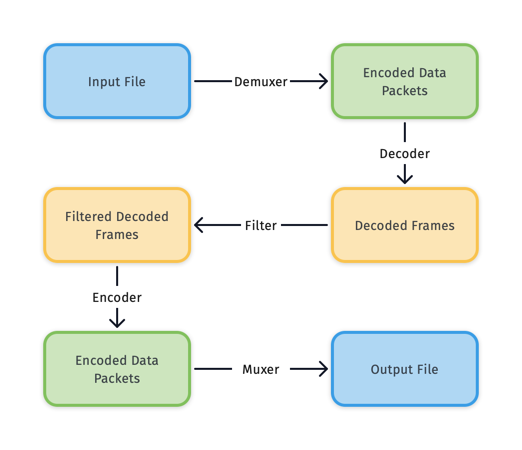 Input File
Demuxer
Encoded Data
Packets
Decoder
Decoded Frames
Filter
Filtered Decoded
Frames
Encoder
Encoded Data
Packets
Muxer
Output File